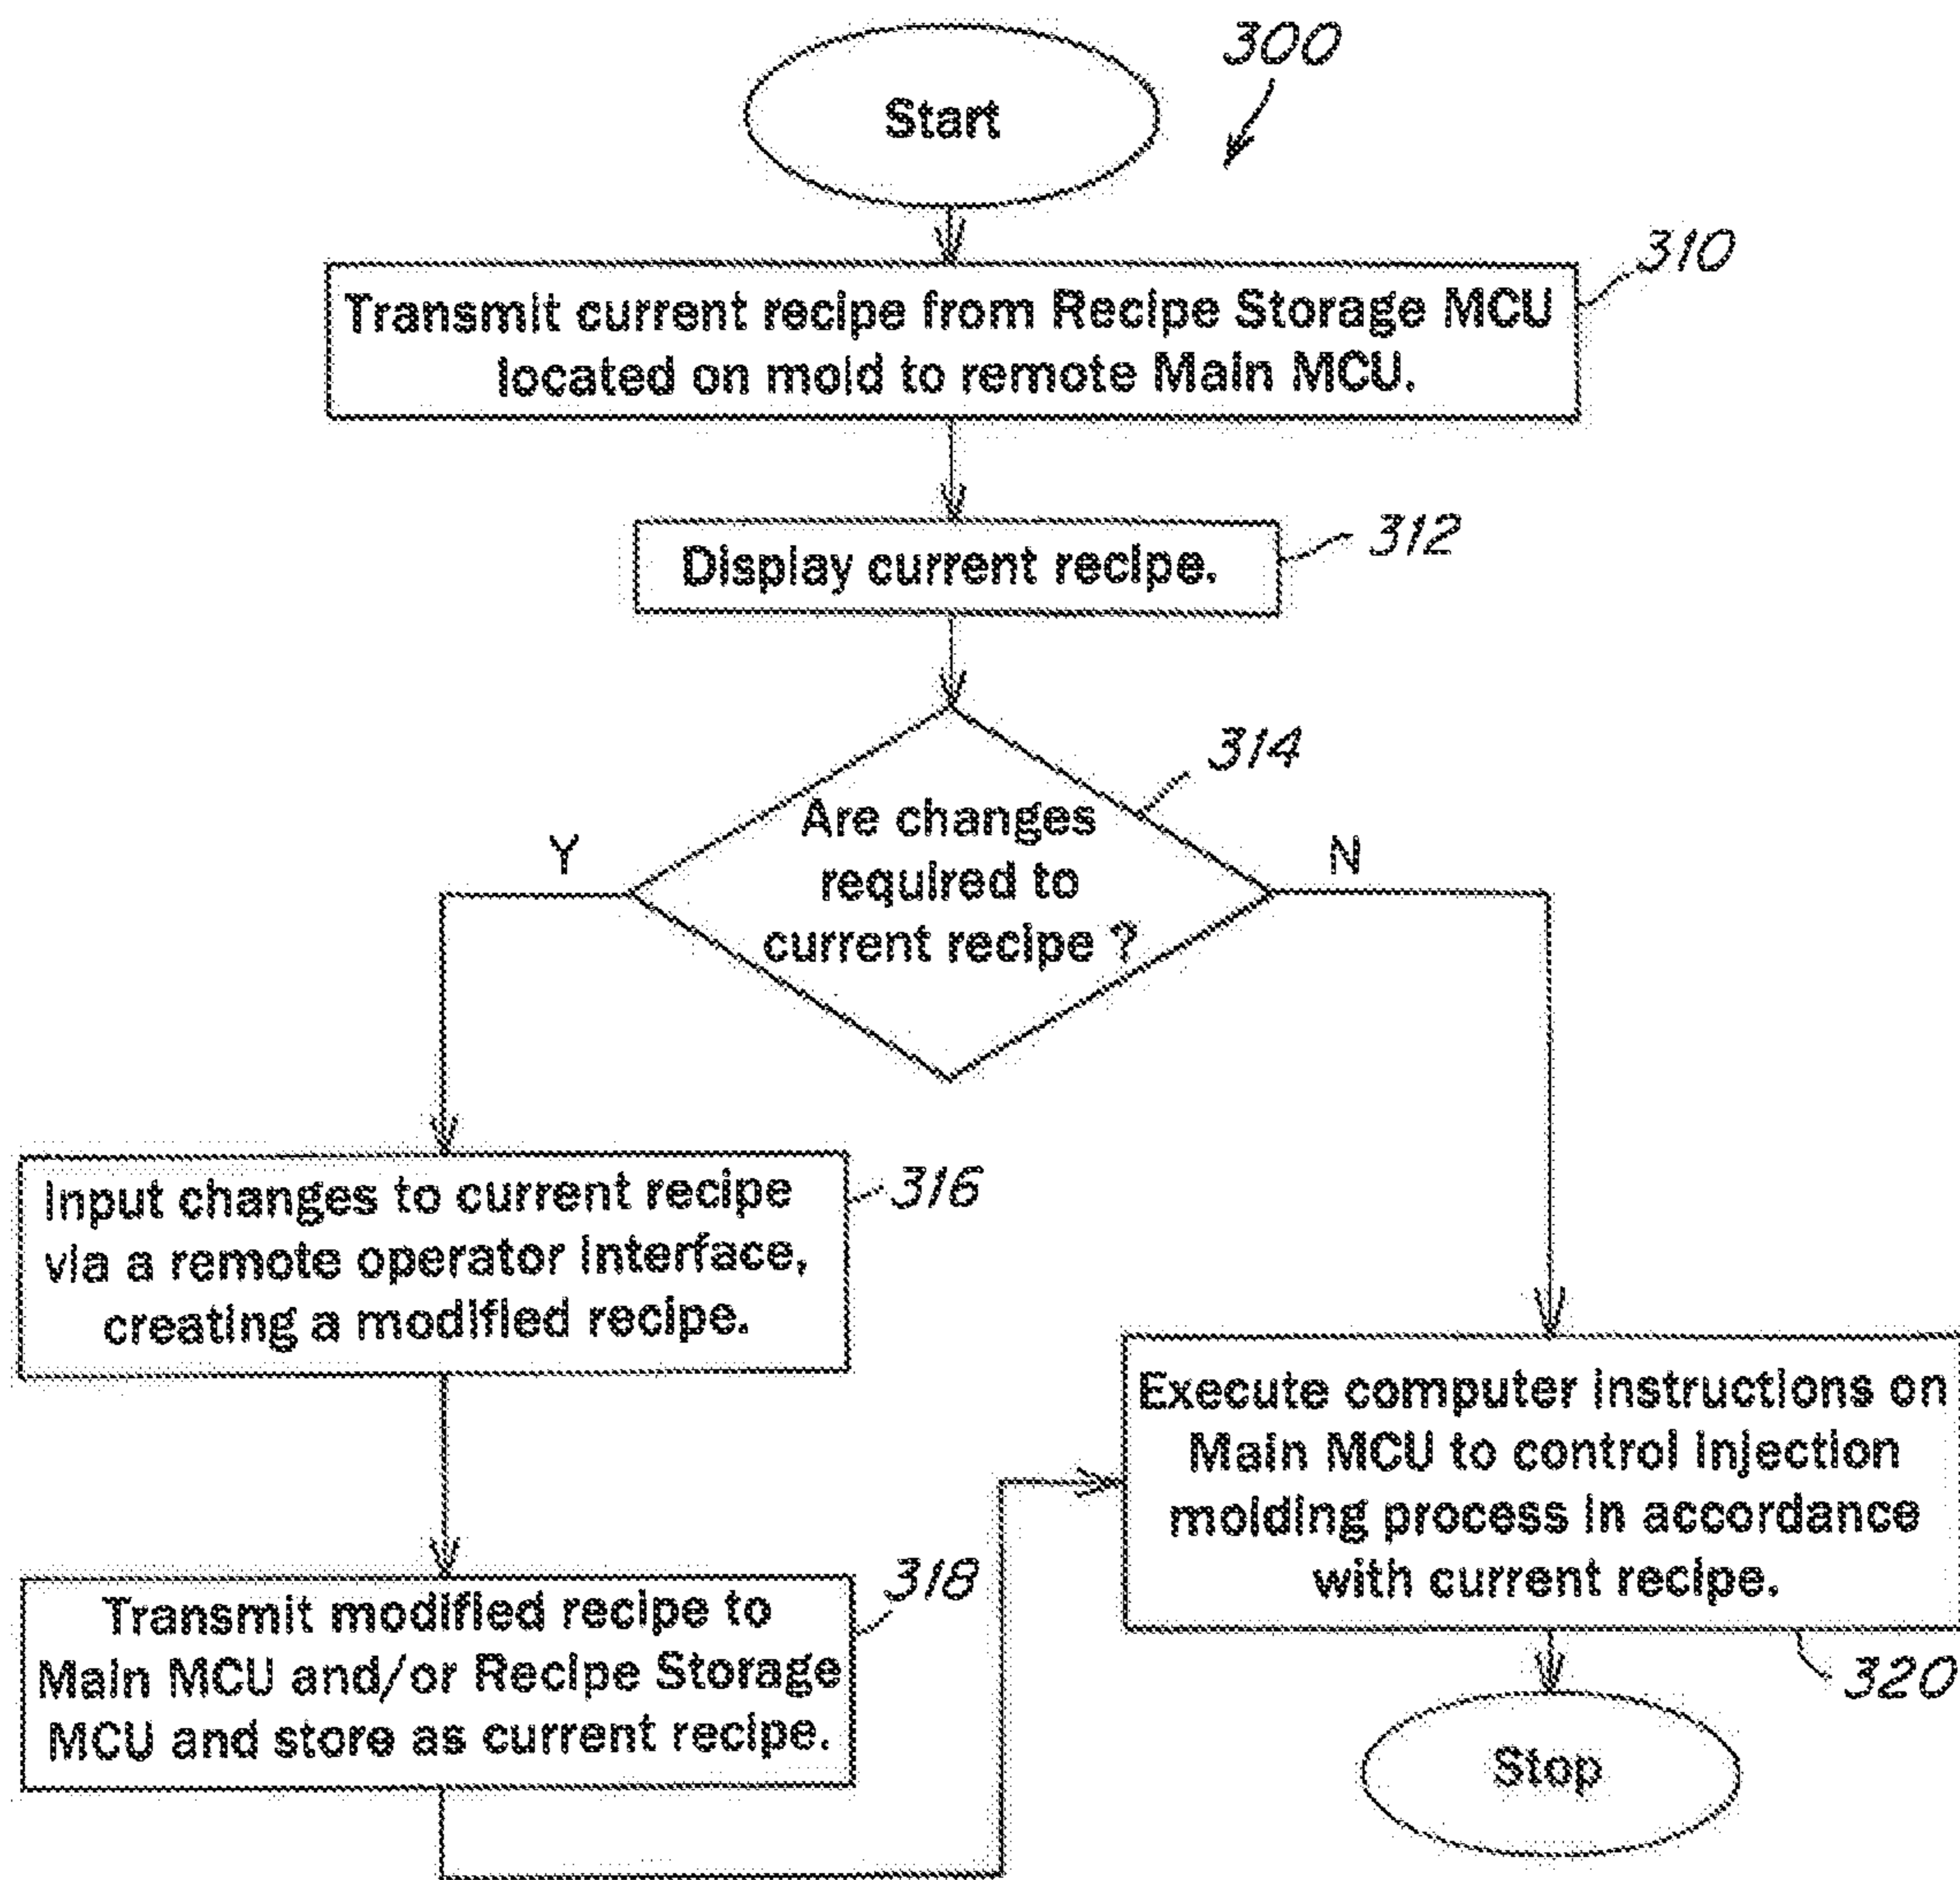 Start
300
310
Transmit current recipe from Recipe Storage MCU
located on mold to remote Main MCU.
312
Display current recipe.
314
Are changes
required to
current recipe ?
Y
N
316
Input changes to current recipe
via a remote operator interface,
creating a modified recipe.
Execute computer instructions on
Main MCU to control injection
molding process in accordance
with current recipe.
318
Transmit modified recipe to
Main MCU and/or Recipe Storage
MCU and store as current recipe.
320
Stop